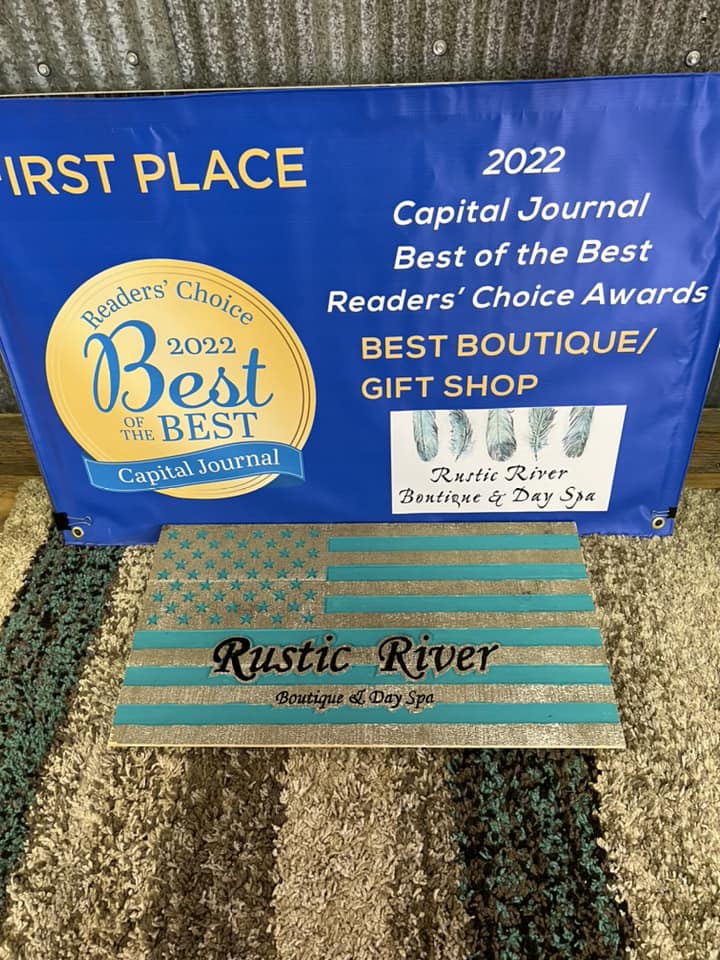 FIRST PLACE
Readers' Choice
2022
Best
OF THE BEST
Capital Journal
2022
Capital Journal
Best of the Best
Readers' Choice Awards
BEST BOUTIQUE/
GIFT SHOP
Rustic River
Boutique & Day Spa
Rustic River
Boutique & Day Spa